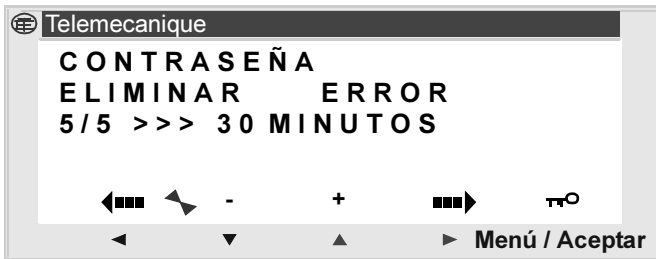 Telemecanique
CONTRASEÑA
ELIMINAR ERROR
5/5 >>> 30 MINUTOS
- +
Menú / Aceptar